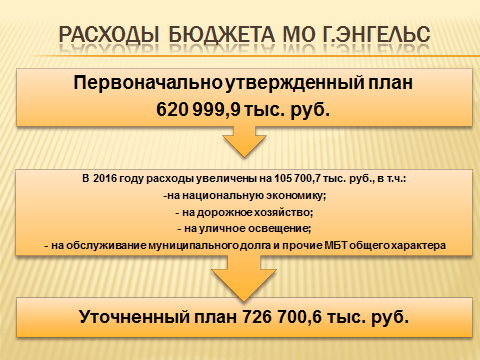 РАСХОДЫ БЮДЖЕТА МО Г.ЭНГЕЛЬС
Первоначально утвержденный план
620 999,9 тыс. руб.
В 2016 году расходы увеличены на 105 700,7 тыс. руб., в т.ч.:
-на национальную экономику;
- на дорожное хозяйство;
- на уличное освещение;
- на обслуживание муниципального долга и прочие МБТ общего характера
Уточненный план 726 700,6 тыс. руб.